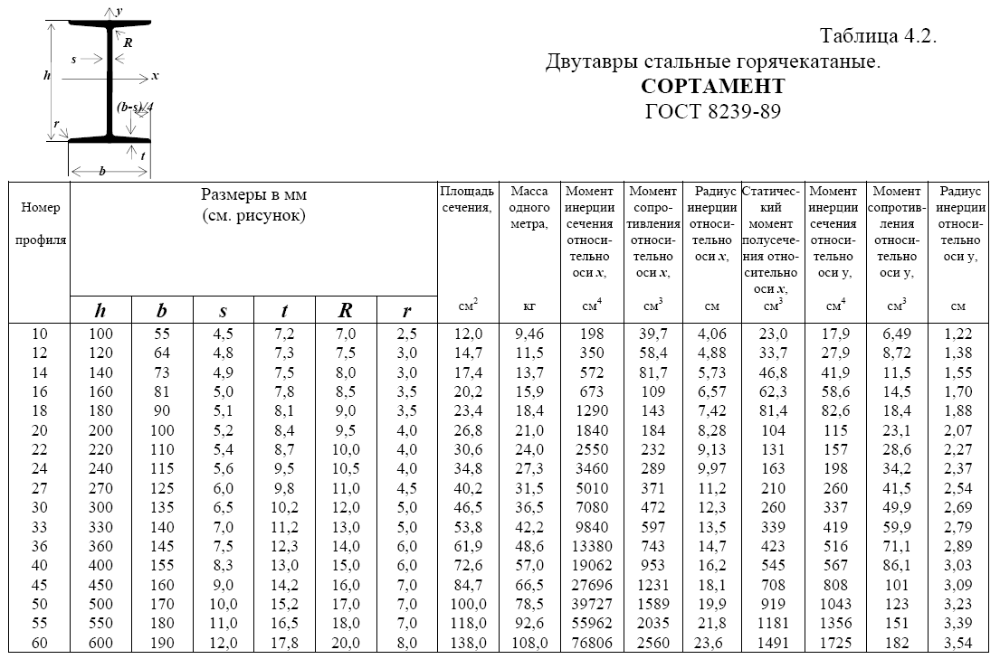 y
R
s
h
x
(b-s)/4
r
t
b
Таблица 4.2.
Двутавры стальные горячекатаные.
СОРТАМЕНТ
ГОСТ 8239-89
Номер профиля
Размеры в мм
(см. рисунок)
Площадь сечения, см2
Масса одного метра, кг
Момент инерции сечения относи-тельно оси x, см4
Момент сопро-тивления относи-тельно оси x, см3
Радиус инерции относи-тельно оси x, см
Статичес-кий момент полусече-ния отно-сительно оси x, см3
Момент инерции сечения относи-тельно оси y, см4
Момент сопротив-ления относи-тельно оси y, см3
Радиус инерции относи-тельно оси y, см
h b s t R r
10 100 55 4,5 7,2 7,0 2,5 12,0 9,46 198 39,7 4,06 23,0 17,9 6,49 1,22
12 120 64 4,8 7,3 7,5 3,0 14,7 11,5 350 58,4 4,88 33,7 27,9 8,72 1,38
14 140 73 4,9 7,5 8,0 3,0 17,4 13,7 572 81,7 5,73 46,8 41,9 11,5 1,55
16 160 81 5,0 7,8 8,5 3,5 20,2 15,9 673 109 6,57 62,3 58,6 14,5 1,70
18 180 90 5,1 8,1 9,0 3,5 23,4 18,4 1290 143 7,42 81,4 82,6 18,4 1,88
20 200 100 5,2 8,4 9,5 4,0 26,8 21,0 1840 184 8,28 104 115 23,1 2,07
22 220 110 5,4 8,7 10,0 4,0 30,6 24,0 2550 232 9,13 131 157 28,6 2,27
24 240 115 5,6 9,5 10,5 4,0 34,8 27,3 3460 289 9,97 163 198 34,2 2,37
27 270 125 6,0 9,8 11,0 4,5 40,2 31,5 5010 371 11,2 210 260 41,5 2,54
30 300 135 6,5 10,2 12,0 5,0 46,5 36,5 7080 472 12,3 260 337 49,9 2,69
33 330 140 7,0 11,2 13,0 5,0 53,8 42,2 9840 597 13,5 339 419 59,9 2,79
36 360 145 7,5 12,3 14,0 6,0 61,9 48,6 13380 743 14,7 423 516 71,1 2,89
40 400 155 8,3 13,0 15,0 6,0 72,6 57,0 19062 953 16,2 545 567 86,1 3,03
45 450 160 9,0 14,2 16,0 7,0 84,7 66,5 27696 1231 18,1 708 808 101 3,09
50 500 170 10,0 15,2 17,0 7,0 100,0 78,5 39727 1589 19,9 919 1043 123 3,23
55 550 180 11,0 16,5 18,0 7,0 118,0 92,6 55962 2035 21,8 1181 1356 151 3,39
60 600 190 12,0 17,8 20,0 8,0 138,0 108,0 76806 2560 23,6 1491 1725 182 3,54